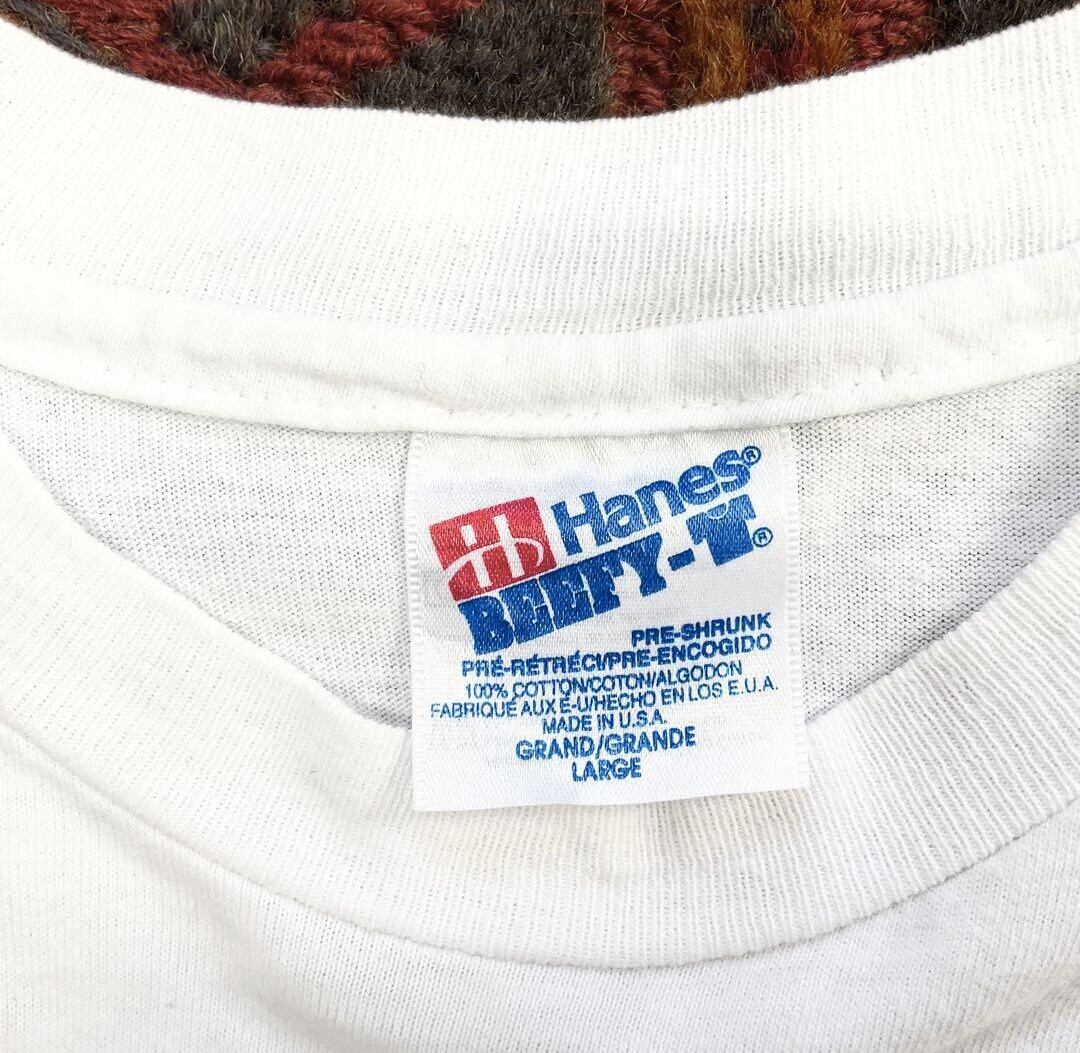 Hanes®
BEEFY-T®
PRE-SHRUNK
PRÉ-RÉTRÉCI/PRE-ENCOGIDO
100% COTTON/COTON/ALGODON
FABRIQUÉ AUX É-U/HECHO EN LOS E.U.A.
MADE IN U.S.A.
GRAND/GRANDE
LARGE